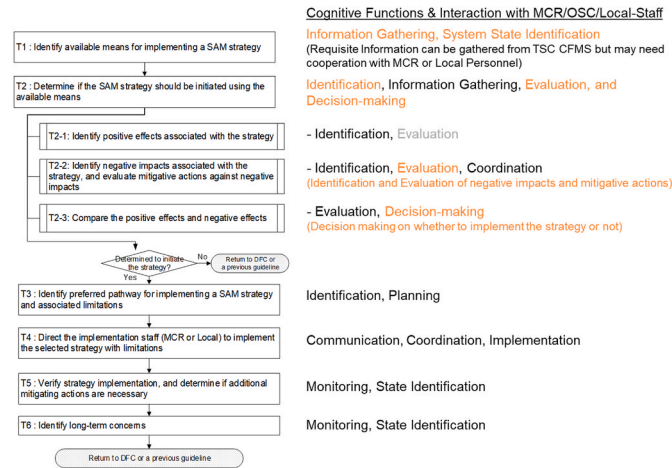 Cognitive Functions & Interaction with MCR/OSC/Local-Staff
T1 : Identify available means for implementing a SAM strategy
Information Gathering, System State Identification
(Requisite Information can be gathered from TSC CFMS but may need
cooperation with MCR or Local Personnel)
T2 : Determine if the SAM strategy should be initiated using the
available means
Identification, Information Gathering, Evaluation, and
Decision-making
T2-1: Identify positive effects associated with the strategy
- Identification, Evaluation
T2-2: Identify negative impacts associated with the
strategy, and evaluate mitigative actions against negative
impacts
- Identification, Evaluation, Coordination
(Identification and Evaluation of negative impacts and mitigative actions)
T2-3: Compare the positive effects and negative effects
- Evaluation, Decision-making
(Decision making on whether to implement the strategy or not)
Determined to initiate
the strategy?
No
Return to DFC or
a previous guideline
Yes
T3 : Identify preferred pathway for implementing a SAM strategy
and associated limitations
Identification, Planning
T4 : Direct the implementation staff (MCR or Local) to implement
the selected strategy with limitations
Communication, Coordination, Implementation
T5 : Verify strategy implementation, and determine if additional
mitigating actions are necessary
Monitoring, State Identification
T6 : Identify long-term concerns
Monitoring, State Identification
Return to DFC or a previous guideline